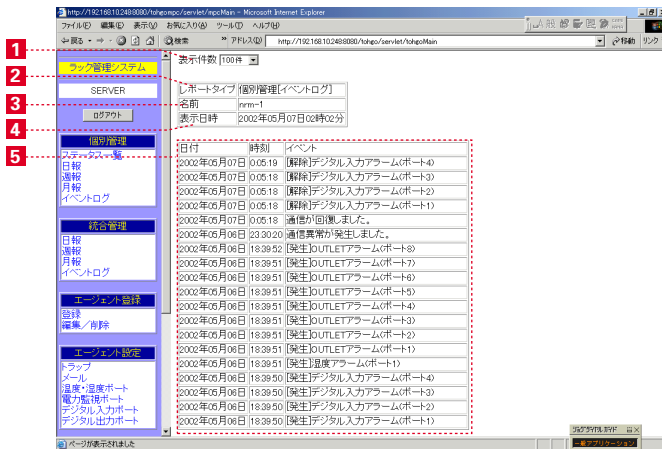 http://192.168.10.248:8080/tohgeompc/servlet/mpcMain - Microsoft Internet Explorer
ファイル(F) 編集(E) 表示(V) お気に入り(A) ツール(T) ヘルプ(H)
戻る 検索 アドレス(D) http://192.168.10.248:8080/tohgo/servlet/tohgoMain 移動 リンク
1
2
3
4
5
ラック管理システム
SERVER
ログアウト
個別管理
ステータス一覧
日報
週報
月報
イベントログ
統合管理
日報
週報
月報
イベントログ
エージェント登録
登録
編集/削除
エージェント設定
トラップ
メール
温度・湿度ポート
電力監視ポート
デジタル入力ポート
デジタル出力ポート
表示件数 100件
レポートタイプ 個別管理[イベントログ]
名前 nrm-1
表示日時 2002年05月07日02時02分
日付 時刻 イベント
2002年05月07日 0:05:19 [解除]デジタル入力アラーム(ポート4)
2002年05月07日 0:05:18 [解除]デジタル入力アラーム(ポート3)
2002年05月07日 0:05:18 [解除]デジタル入力アラーム(ポート2)
2002年05月07日 0:05:18 [解除]デジタル入力アラーム(ポート1)
2002年05月07日 0:05:18 通信が回復しました。
2002年05月06日 23:30:20 通信異常が発生しました。
2002年05月06日 18:39:52 [発生]OUTLETアラーム(ポート8)
2002年05月06日 18:39:51 [発生]OUTLETアラーム(ポート7)
2002年05月06日 18:39:51 [発生]OUTLETアラーム(ポート6)
2002年05月06日 18:39:51 [発生]OUTLETアラーム(ポート5)
2002年05月06日 18:39:51 [発生]OUTLETアラーム(ポート4)
2002年05月06日 18:39:51 [発生]OUTLETアラーム(ポート3)
2002年05月06日 18:39:51 [発生]OUTLETアラーム(ポート2)
2002年05月06日 18:39:51 [発生]OUTLETアラーム(ポート1)
2002年05月06日 18:39:51 [発生]湿度アラーム(ポート1)
2002年05月06日 18:39:50 [発生]デジタル入力アラーム(ポート4)
2002年05月06日 18:39:50 [発生]デジタル入力アラーム(ポート3)
2002年05月06日 18:39:50 [発生]デジタル入力アラーム(ポート2)
2002年05月06日 18:39:50 [発生]デジタル入力アラーム(ポート1)
ページが表示されました
一般アプリケーション